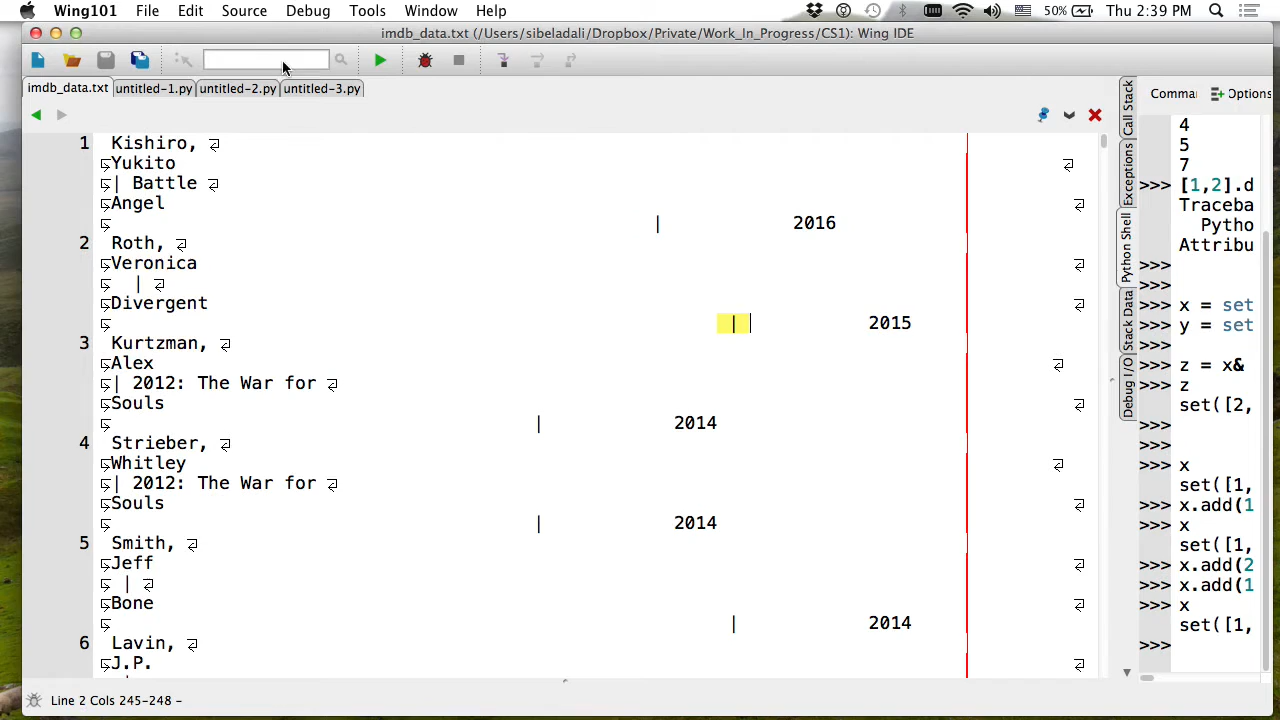 Wing101 File Edit Source Debug Tools Window Help 50% Thu 2:39 PM
imdb_data.txt (/Users/sibeladali/Dropbox/Private/Work_In_Progress/CS1): Wing IDE
imdb_data.txt untitled-1.py untitled-2.py untitled-3.py
1 Kishiro,
Yukito
| Battle
Angel
| 2016
2 Roth,
Veronica
|
Divergent
| 2015
3 Kurtzman,
Alex
| 2012: The War for
Souls
| 2014
4 Strieber,
Whitley
| 2012: The War for
Souls
| 2014
5 Smith,
Jeff
|
Bone
| 2014
6 Lavin,
J.P.
Call Stack
Exceptions
Python Shell
Stack Data
Debug I/O
Comma Options
4
5
7
>>> [1,2].d
Traceba
Pytho
Attribu
>>>
>>>
>>> x = set
>>> y = set
>>>
>>> z = x&
>>> z
set([2,
>>>
>>>
>>> x
set([1,
>>> x.add(1
>>> x
set([1,
>>> x.add(2
>>> x.add(1
>>> x
set([1,
>>>
Line 2 Cols 245-248 –